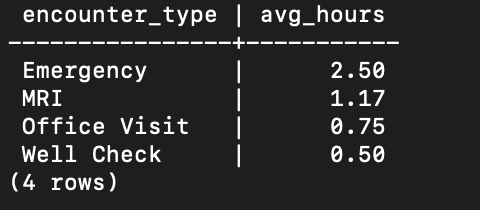 encounter_type | avg_hours
----------------+-----------
Emergency | 2.50
MRI | 1.17
Office Visit | 0.75
Well Check | 0.50
(4 rows)